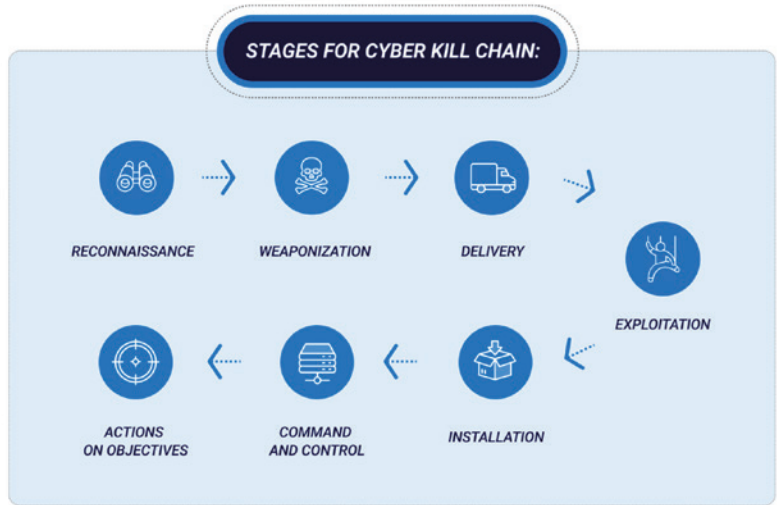 STAGES FOR CYBER KILL CHAIN:
RECONNAISSANCE
WEAPONIZATION
DELIVERY
EXPLOITATION
INSTALLATION
COMMAND
AND CONTROL
ACTIONS
ON OBJECTIVES